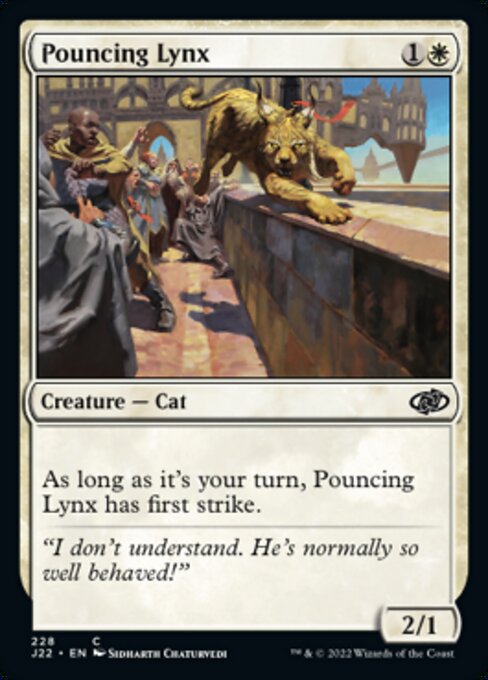 Pouncing Lynx 1
Creature — Cat
As long as it's your turn, Pouncing
Lynx has first strike.
"I don't understand. He's normally so
well behaved!"
2/1
228 C
J22 • EN Sidharth Chaturvedi
™ & © 2022 Wizards of the Coast